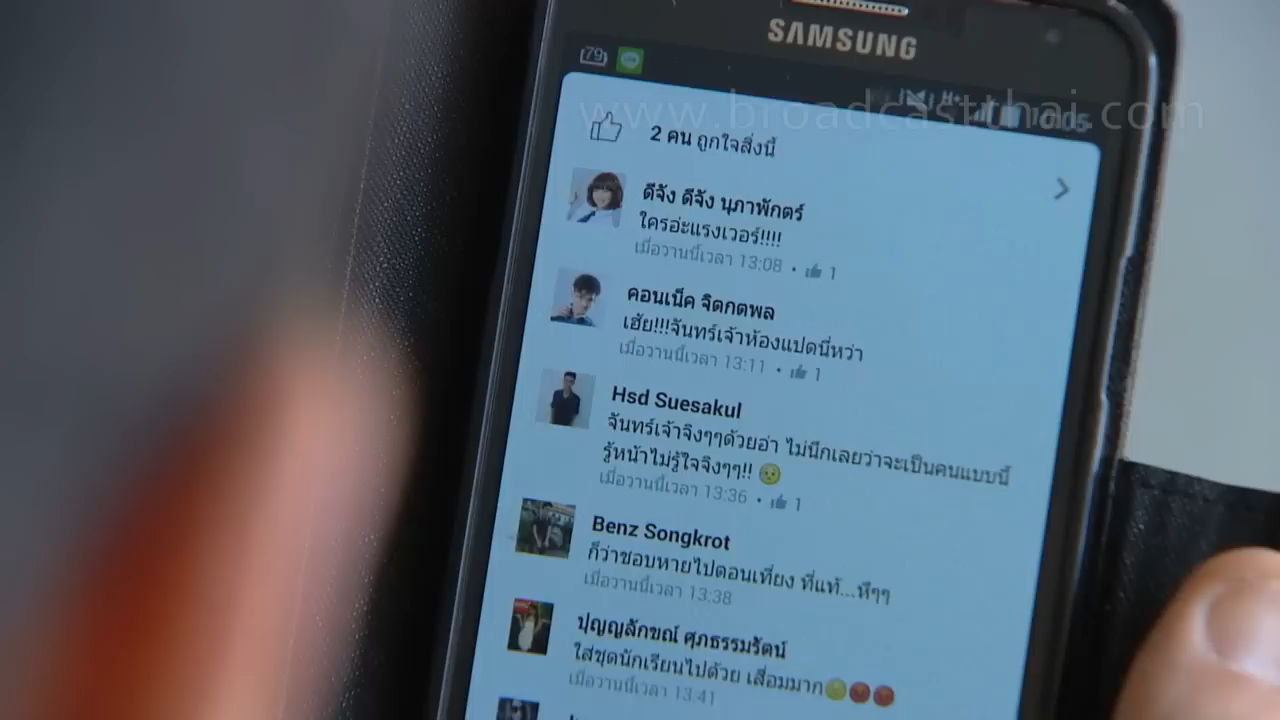 SAMSUNG
79 LINE
www.broadcastthai.com
H+ 10:05
2 คน ถูกใจสิ่งนี้
ดีจัง ดีจัง นุภาพักตร์
ใครอ่ะแรงเวอร์!!!!
เมื่อวานนี้เวลา 13:08 • 1
คอนเน็ค จิตกตพล
เฮ้ย!!!จันทร์เจ้าห้องแปดนี่หว่า
เมื่อวานนี้เวลา 13:11 • 1
Hsd Suesakul
จันทร์เจ้าจิงๆๆด้วยอ่า ไม่นึกเลยว่าจะเป็นคนแบบนี้
รู้หน้าไม่รู้ใจจิงๆๆ!! 😢
เมื่อวานนี้เวลา 13:36 • 1
Benz Songkrot
ก็ว่าชอบหายไปตอนเที่ยง ที่แท้...หึๆๆ
เมื่อวานนี้เวลา 13:38
ปุญญลักขณ์ ศุภธรรมรัตน์
ใส่ชุดนักเรียนไปด้วย เสื่อมมาก
เมื่อวานนี้เวลา 13:41